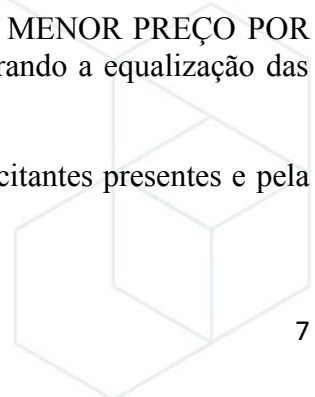 MENOR PREÇO POR
rando a equalização das
citantes presentes e pela
7